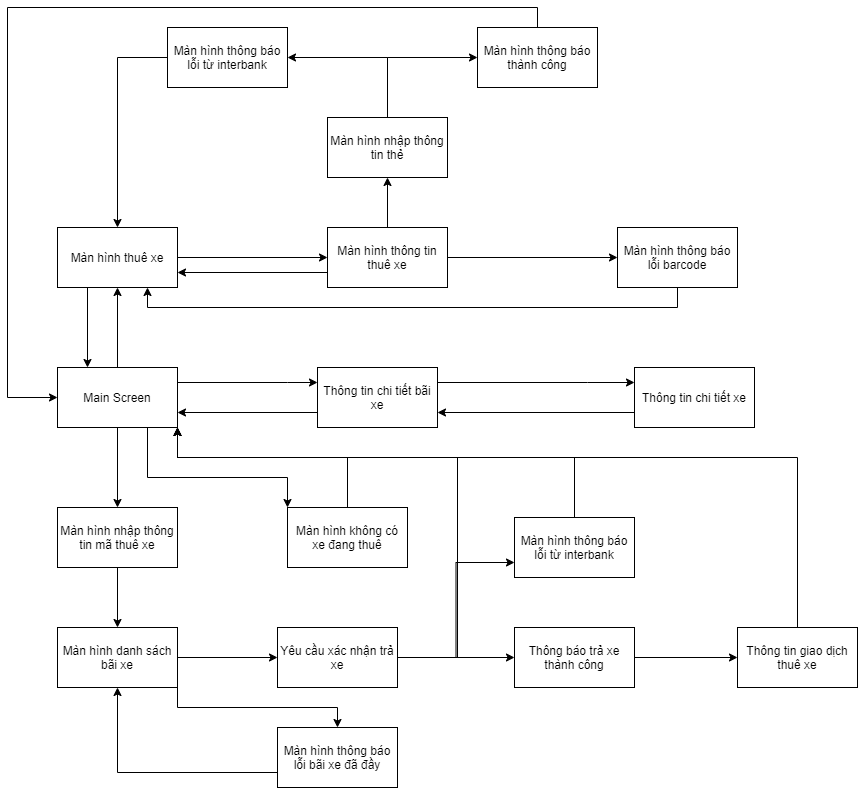 Màn hình thông báo
lỗi từ interbank
Màn hình thông báo
thành công
Màn hình nhập thông
tin thẻ
Màn hình thuê xe
Màn hình thông tin
thuê xe
Màn hình thông báo
lỗi barcode
Main Screen
Thông tin chi tiết bãi
xe
Thông tin chi tiết xe
Màn hình nhập thông
tin mã thuê xe
Màn hình không có
xe đang thuê
Màn hình thông báo
lỗi từ interbank
Màn hình danh sách
bãi xe
Yêu cầu xác nhận trả
xe
Thông báo trả xe
thành công
Thông tin giao dịch
thuê xe
Màn hình thông báo
lỗi bãi xe đã đầy